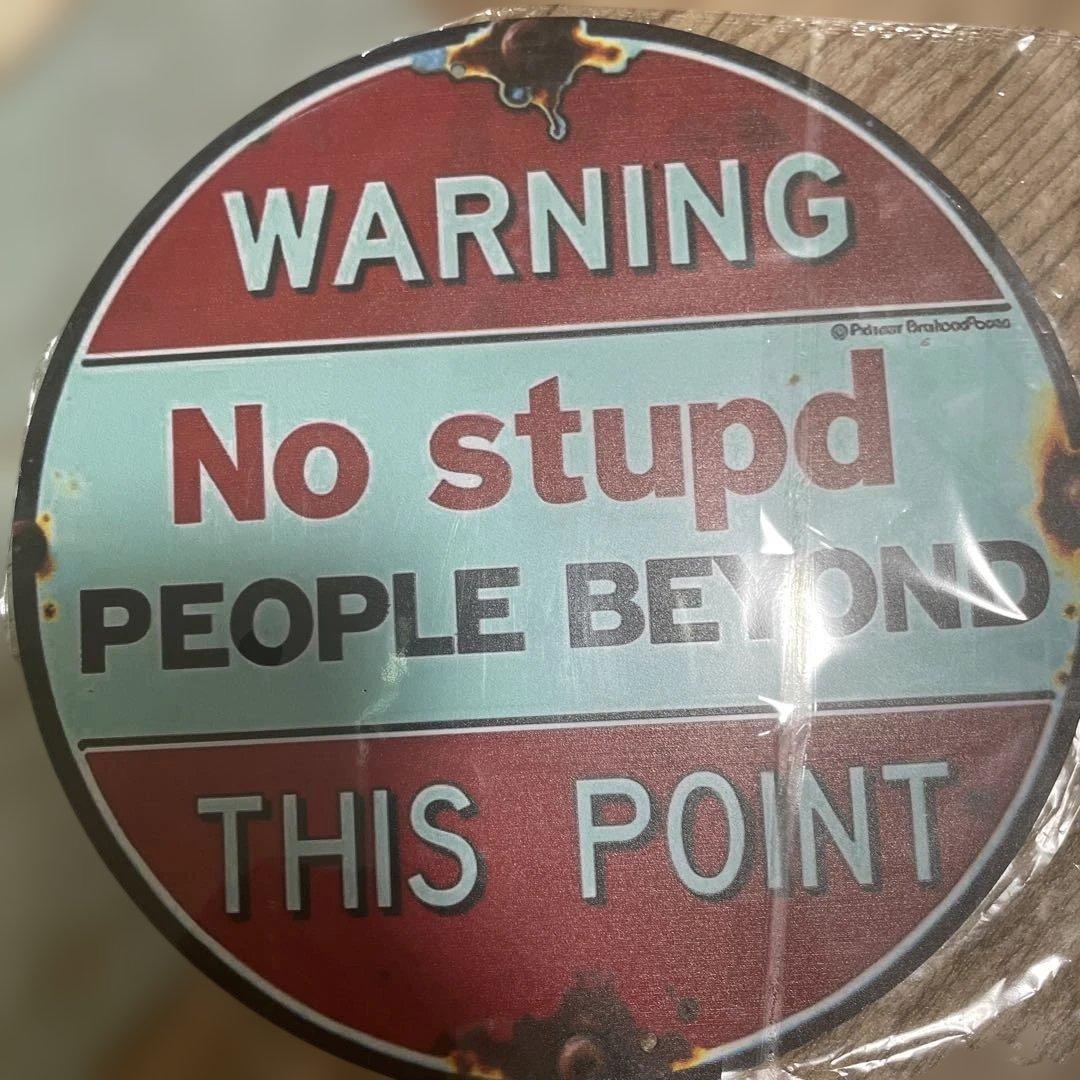 WARNING
No stupd
PEOPLE BEYOND
THIS POINT